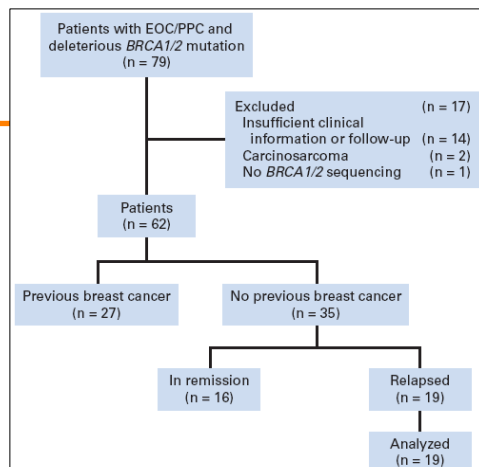 Patients with EOC/PPC and
deleterious BRCA1/2 mutation
(n = 79)
Excluded (n = 17)
Insufficient clinical
information or follow-up (n = 14)
Carcinosarcoma (n = 2)
No BRCA1/2 sequencing (n = 1)
Patients
(n = 62)
Previous breast cancer
(n = 27)
No previous breast cancer
(n = 35)
In remission
(n = 16)
Relapsed
(n = 19)
Analyzed
(n = 19)